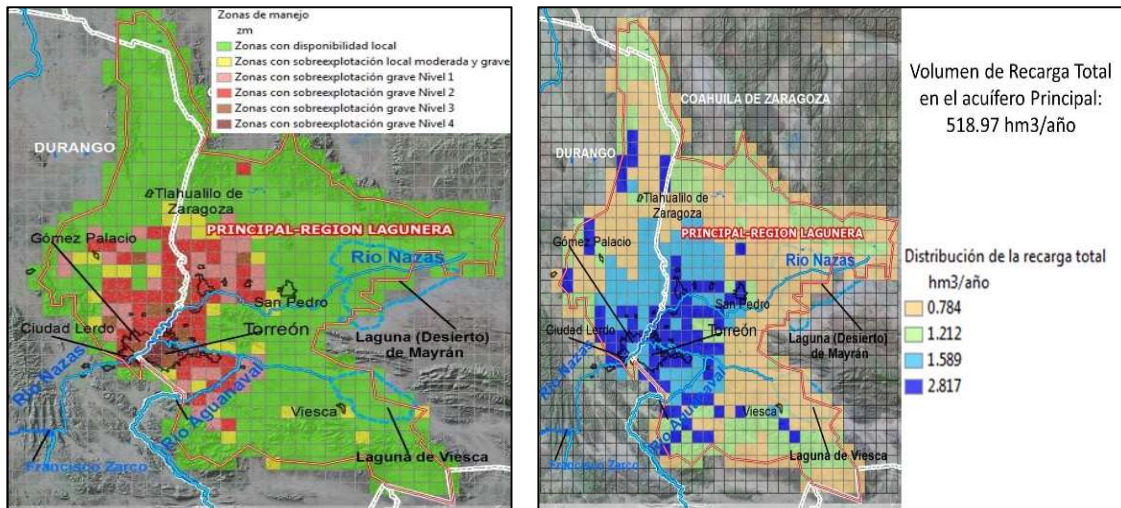 Zonas de manejo
zm
Zonas con disponibilidad local
Zonas con sobreexplotación local moderada y grave
Zonas con sobreexplotación grave Nivel 1
Zonas con sobreexplotación grave Nivel 2
Zonas con sobreexplotación grave Nivel 3
Zonas con sobreexplotación grave Nivel 4
DURANGO
Tlahualilo de
Zaragoza
PRINCIPAL-REGION LAGUNERA
Gómez Palacio
Río Nazas
San Pedro
Ciudad Lerdo
Torreón
Laguna (Desierto)
de Mayrán
Río Nazas
Río Aguanaval
Viesca
Francisco Zarco
Laguna de Viesca
COAHUILA DE ZARAGOZA
DURANGO
Tlahualilo de
Zaragoza
PRINCIPAL-REGION LAGUNERA
Gómez Palacio
Río Nazas
San Pedro
Ciudad Lerdo
Torreón
Laguna (Desierto)
de Mayrán
Río Nazas
Río Aguanaval
Viesca
Laguna de Viesca
Francisco Zarco
Volumen de Recarga Total
en el acuífero Principal:
518.97 hm3/año
Distribución de la recarga total
hm3/año
0.784
1.212
1.589
2.817